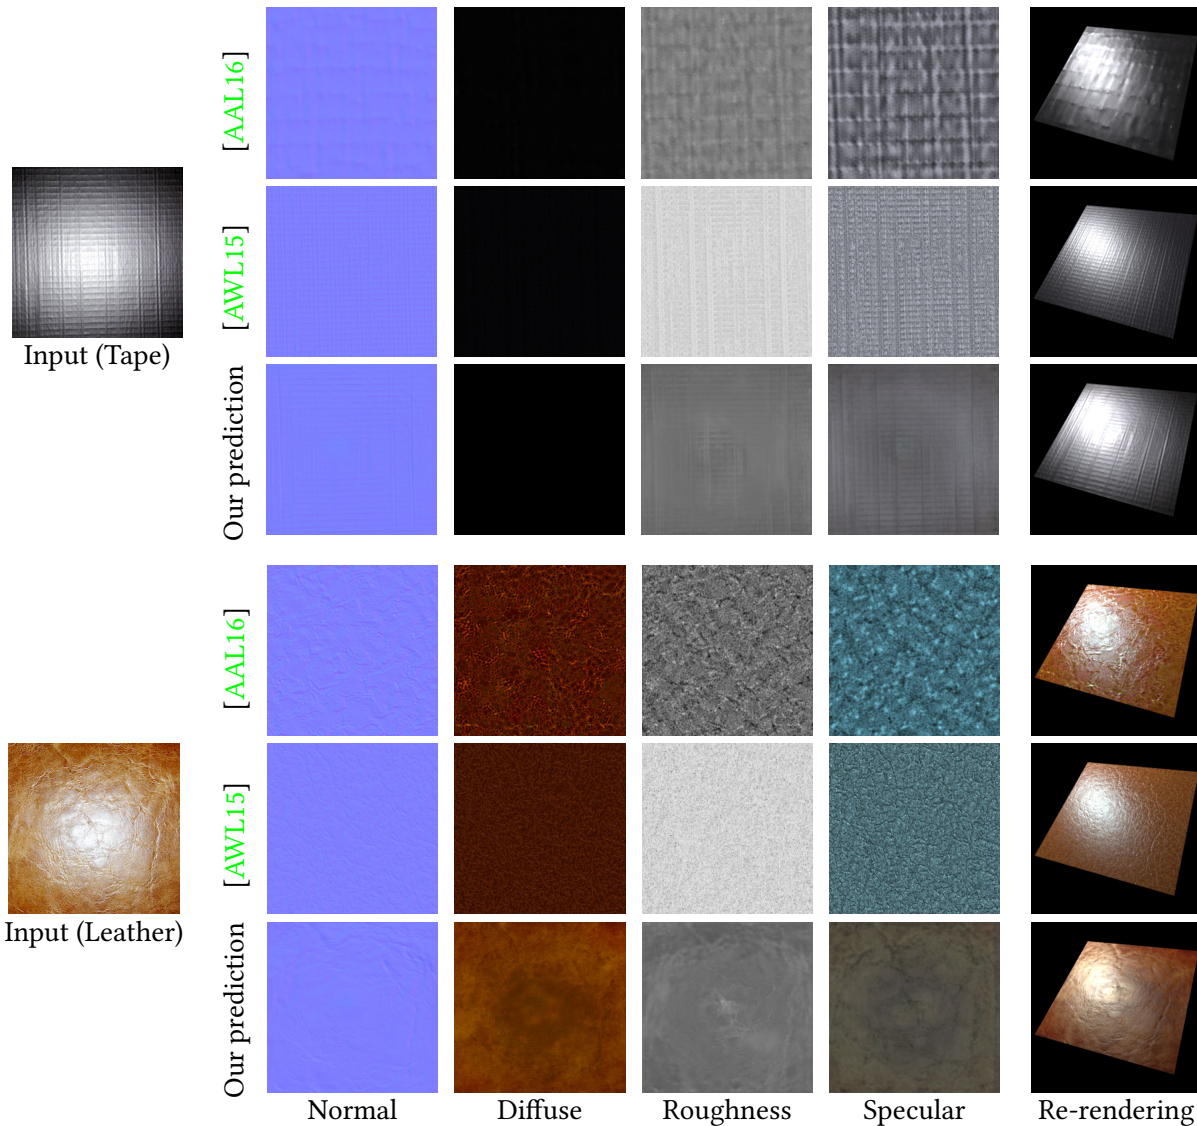 [AAL16]
[AWL15]
Input (Tape)
Our prediction
[AAL16]
[AWL15]
Input (Leather)
Our prediction
Normal Diffuse Roughness Specular Re-rendering